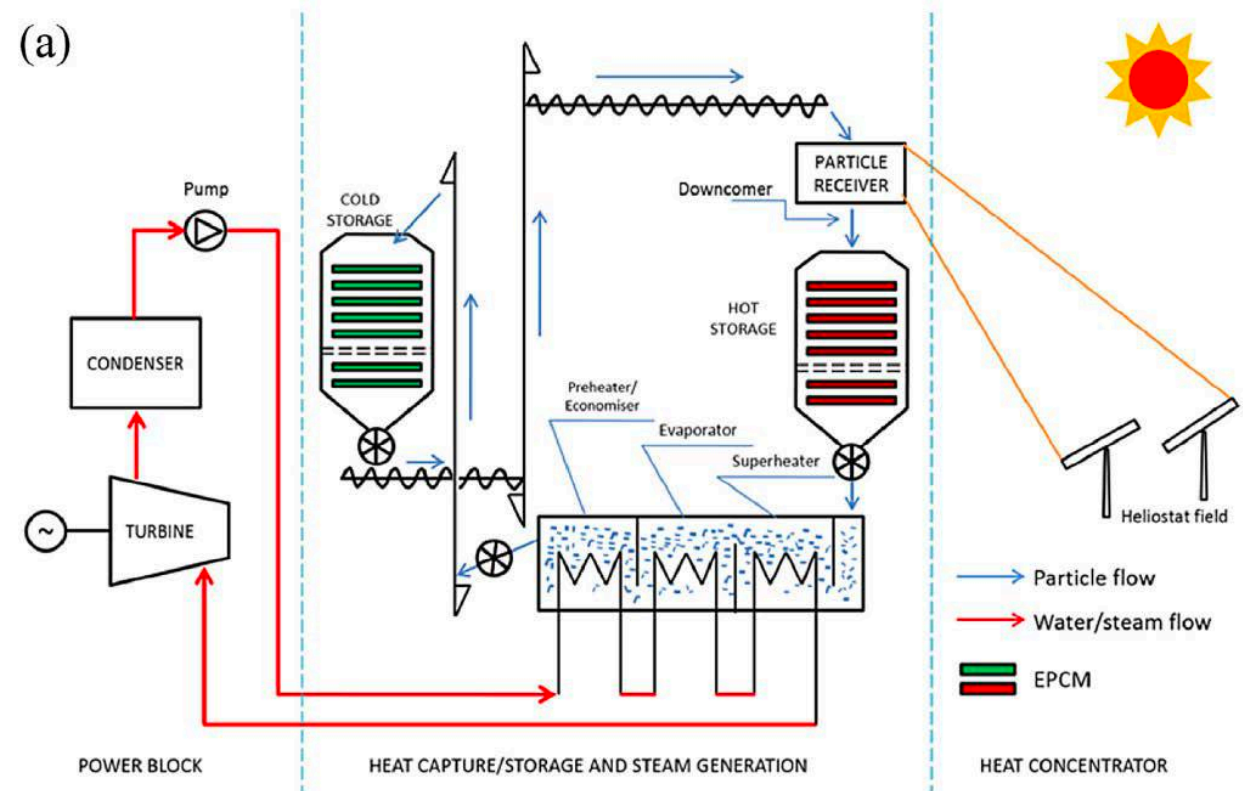 (a)
Pump
COLD
STORAGE
PARTICLE
RECEIVER
Downcomer
HOT
STORAGE
CONDENSER
Preheater/
Economiser
Evaporator
Superheater
TURBINE
~
Heliostat field
Particle flow
Water/steam flow
EPCM
POWER BLOCK
HEAT CAPTURE/STORAGE AND STEAM GENERATION
HEAT CONCENTRATOR